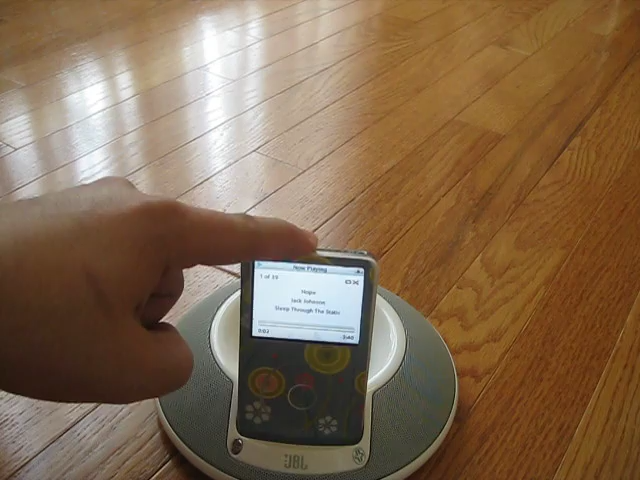 Now Playing
1 of 19
Hope
Jack Johnson
Sleep Through The Static
0:02
-3:40
JBL